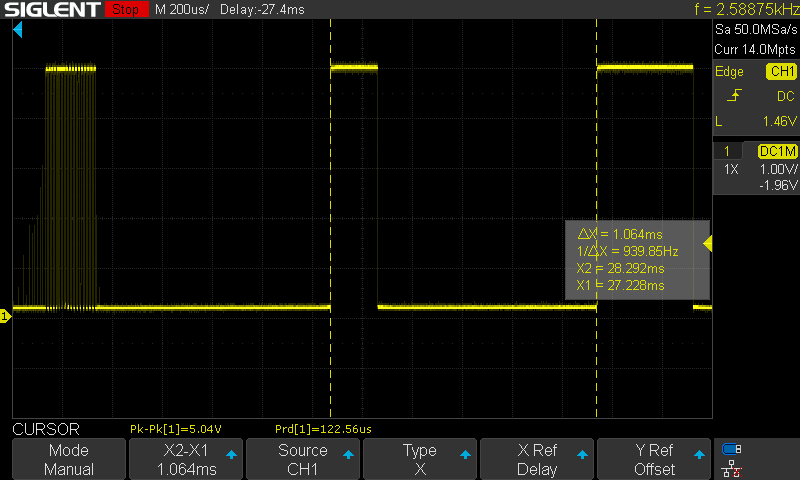 SIGLENT Stop M 200us/ Delay:-27.4ms f = 2.58875kHz
Sa 50.0MSa/s
Curr 14.0Mpts
Edge CH1
DC
L 1.46V
1 DC1M
1X 1.00V/
-1.96V
ΔX = 1.064ms
1/ΔX = 939.85Hz
X2 = 28.292ms
X1 = 27.228ms
1
CURSOR Pk-Pk[1]=5.04V Prd[1]=122.56us
Mode X2-X1 Source Type X Ref Y Ref
Manual 1.064ms CH1 X Delay Offset